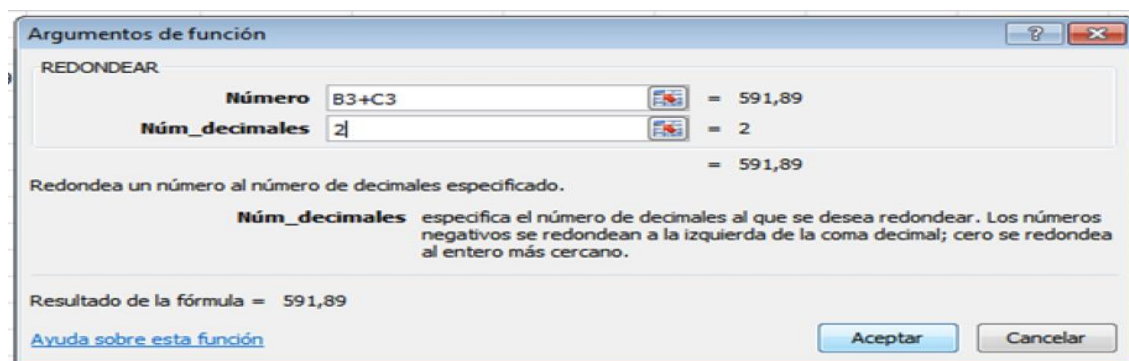 Argumentos de función
REDONDEAR
Número B3+C3 = 591,89
Núm_decimales 2 = 2
= 591,89
Redondea un número al número de decimales especificado.
Núm_decimales especifica el número de decimales al que se desea redondear. Los números
negativos se redondean a la izquierda de la coma decimal; cero se redondea
al entero más cercano.
Resultado de la fórmula = 591,89
Ayuda sobre esta función Aceptar Cancelar